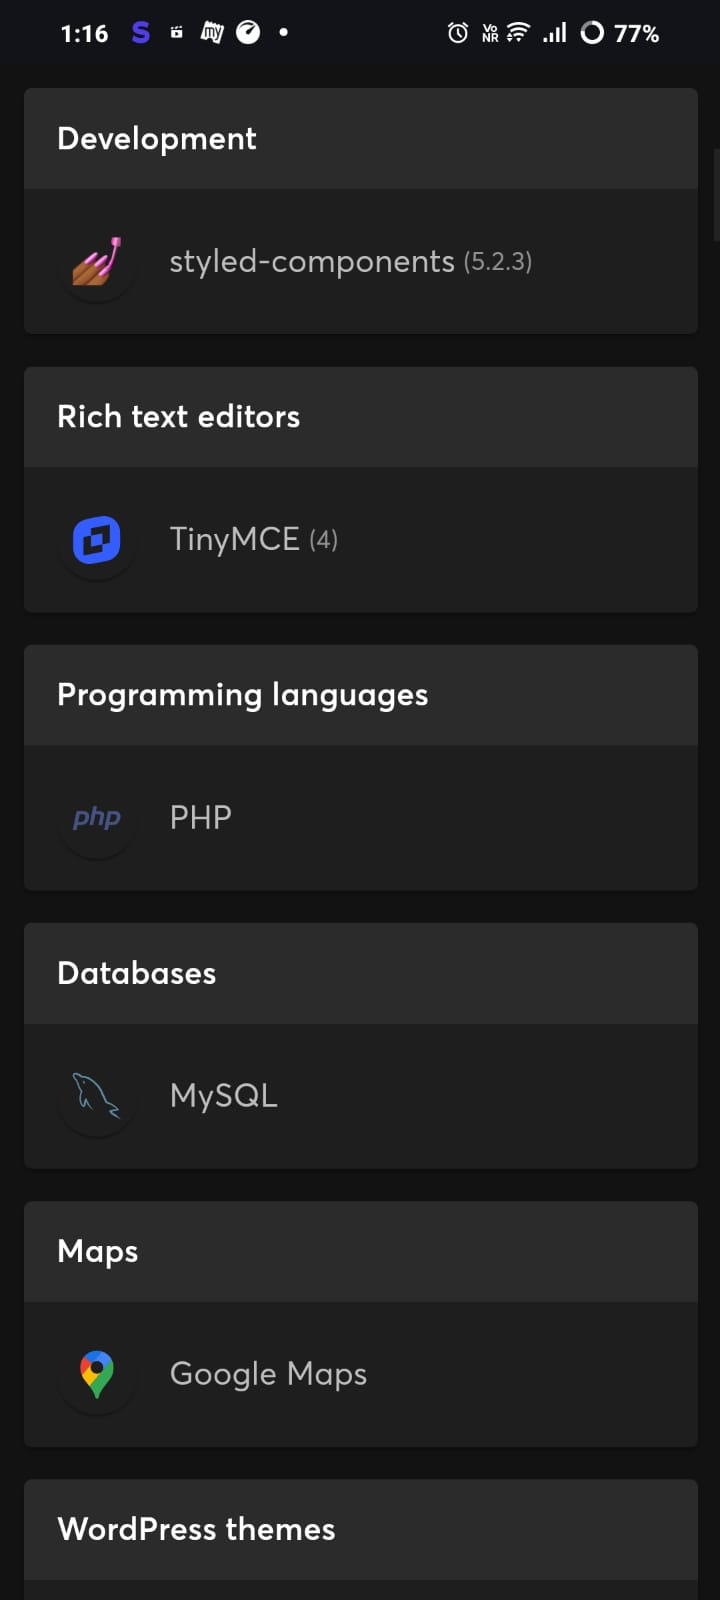 1:16
77%
Development
styled-components (5.2.3)
Rich text editors
TinyMCE (4)
Programming languages
php PHP
Databases
MySQL
Maps
Google Maps
WordPress themes